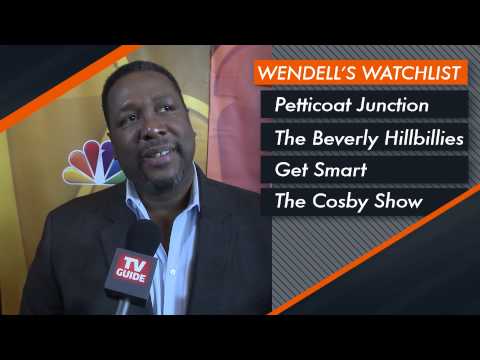 WENDELL'S WATCHLIST
Petticoat Junction
The Beverly Hillbillies
Get Smart
The Cosby Show
TV
GUIDE